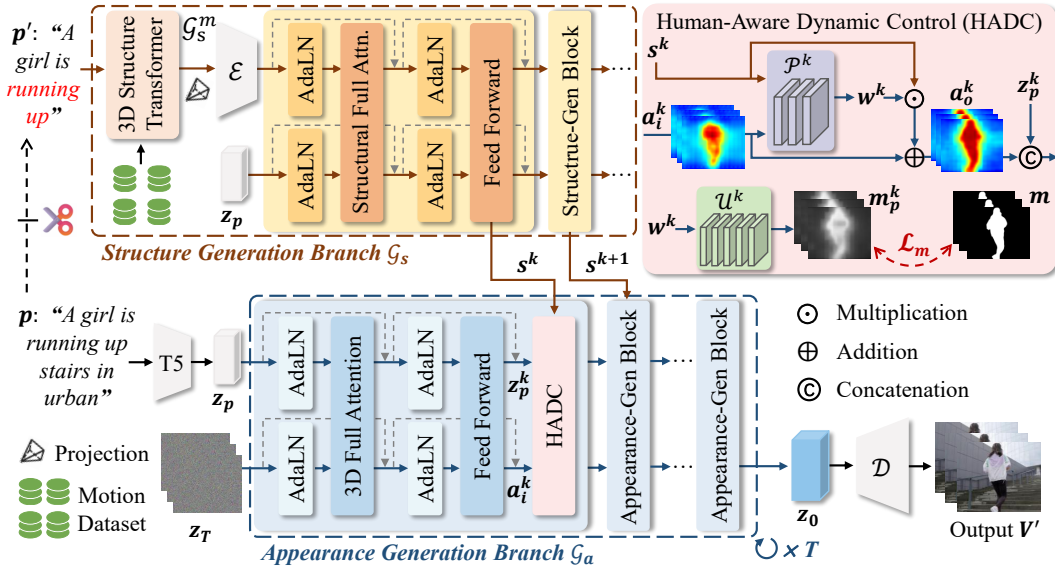 p′: “A
girl is
running
up”
3D Structure
Transformer
𝒢ₛᵐ
ℰ
AdaLN
Structural Full Attn.
AdaLN
Feed Forward
Structrue-Gen Block
······
AdaLN
AdaLN
······
z_p
Structure Generation Branch 𝒢ₛ
s^k
s^{k+1}
Human-Aware Dynamic Control (HADC)
s^k
𝒫^k
w^k
a_o^k
z_p^k
a_i^k
©
𝒰^k
w^k
m_p^k
m
ℒ_m
p: “A girl is
running up
stairs in
urban”
T5
z_p
AdaLN
3D Full Attention
AdaLN
Feed Forward
z_p^k
HADC
Appearance-Gen Block
···
Appearance-Gen Block
AdaLN
AdaLN
a_i^k
···
z_T
Appearance Generation Branch 𝒢ₐ
× T
Projection
Motion
Dataset
⊙ Multiplication
⊕ Addition
© Concatenation
z_0
𝒟
Output V′